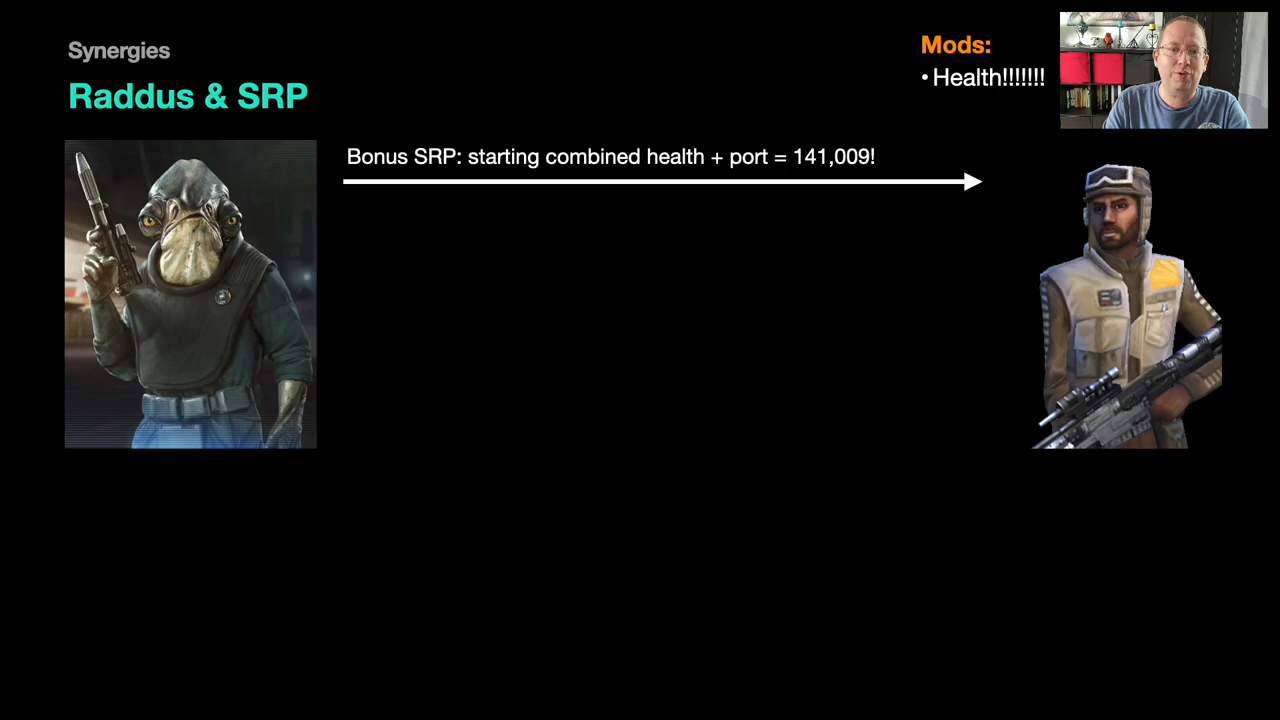 Synergies
Raddus & SRP
Mods:
• Health!!!!!!!
Bonus SRP: starting combined health + port = 141,009!